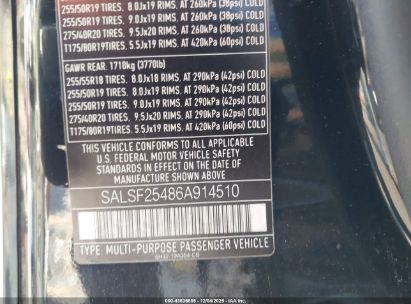 255/50R19 TIRES. 8.0Jx19 RIMS. AT 260kPa (38psi) COLD
255/50R19 TIRES. 9.0Jx19 RIMS. AT 260kPa (38psi) COLD
275/40R20 TIRES. 9.5Jx20 RIMS. AT 260kPa (38psi) COLD
T175/80R19TIRES. 5.5Jx19 RIMS. AT 420kPa (60psi) COLD
GAWR REAR. 1710kg (3770lb)
255/55R18 TIRES. 8.0Jx18 RIMS. AT 290kPa (42psi) COLD
255/50R19 TIRES. 8.0Jx19 RIMS. AT 290kPa (42psi) COLD
255/50R19 TIRES. 9.0Jx19 RIMS. AT 290kPa (42psi) COLD
275/40R20 TIRES. 9.5Jx20 RIMS. AT 290kPa (42psi) COLD
T175/80R19TIRES. 5.5Jx19 RIMS. AT 420kPa (60psi) COLD
THIS VEHICLE CONFORMS TO ALL APPLICABLE
U.S. FEDERAL MOTOR VEHICLE SAFETY STANDARDS
IN EFFECT ON THE DATE OF MANUFACTURE
SHOWN ABOVE
SALSF25486A914510
TYPE: MULTI-PURPOSE PASSENGER VEHICLE